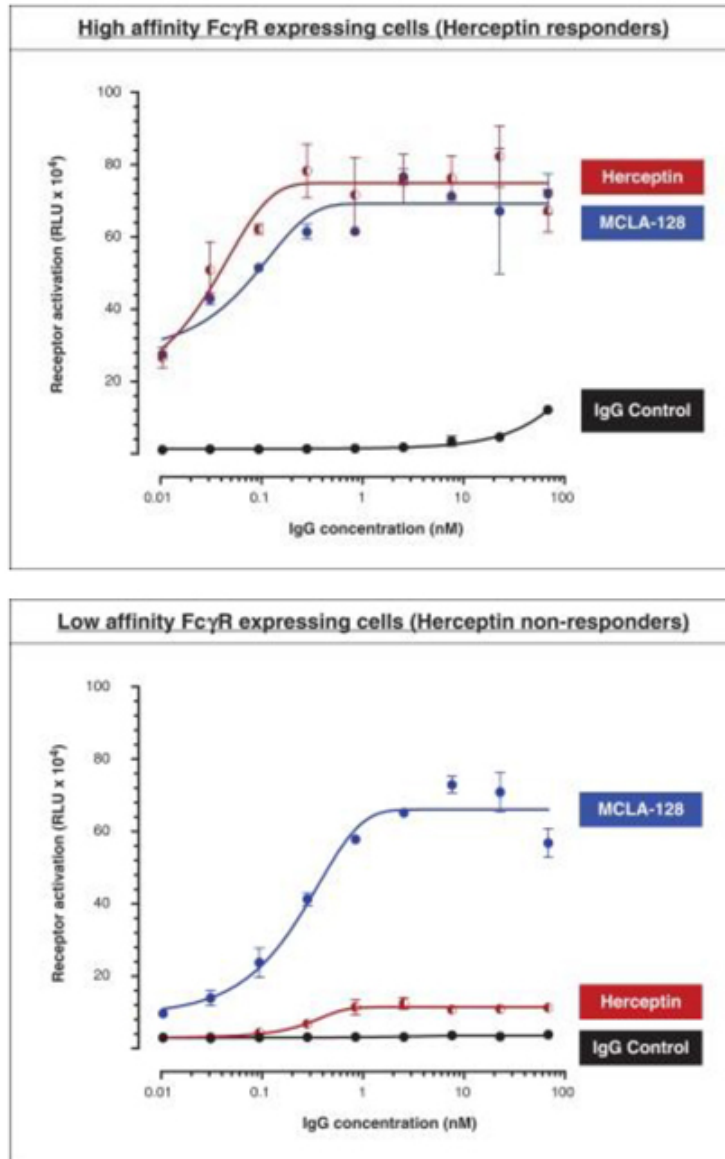 High affinity FcγR expressing cells (Herceptin responders)
100
80
60
40
20
Receptor activation (RLU x 10⁴)
Herceptin
MCLA-128
IgG Control
0.01 0.1 1 10 100
IgG concentration (nM)
Low affinity FcγR expressing cells (Herceptin non-responders)
100
80
60
40
20
Receptor activation (RLU x 10⁴)
MCLA-128
Herceptin
IgG Control
0.01 0.1 1 10 100
IgG concentration (nM)